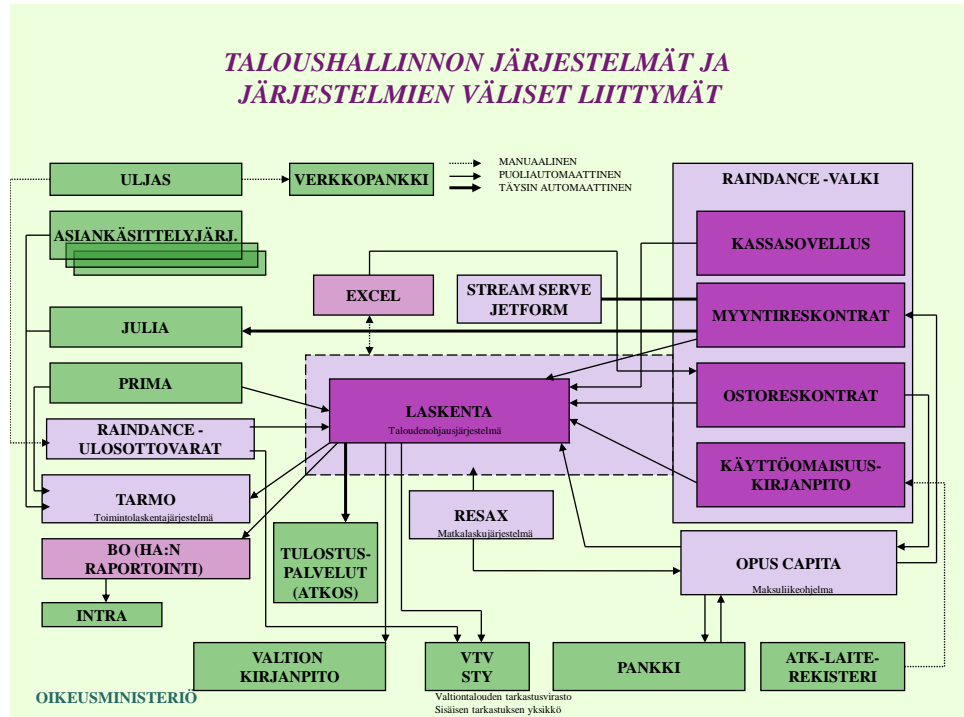 TALOUSHALLINNON JÄRJESTELMÄT JA
JÄRJESTELMIEN VÄLISET LIITTYMÄT
MANUAALINEN
PUOLIAUTOMAATTINEN
TÄYSIN AUTOMAATTINEN
ULJAS
VERKKOPANKKI
RAINDANCE -VALKI
ASIANKÄSITTELYJÄRJ.
KASSASOVELLUS
EXCEL
STREAM SERVE
JETFORM
MYYNTIRESKONTRAT
JULIA
PRIMA
LASKENTA
Taloudenohjausjärjestelmä
OSTORESKONTRAT
RAINDANCE -
ULOSOTTOVARAT
KÄYTTÖOMAISUUS-
KIRJANPITO
TARMO
Toimintolaskentajärjestelmä
RESAX
Matkalaskujärjestelmä
BO (HA:N
RAPORTOINTI)
TULOSTUS-
PALVELUT
(ATKOS)
OPUS CAPITA
Maksuliikeohjelma
INTRA
VALTION
KIRJANPITO
VTV
STY
PANKKI
ATK-LAITE-
REKISTERI
OIKEUSMINISTERIÖ
Valtiontalouden tarkastusvirasto
Sisäisen tarkastuksen yksikkö